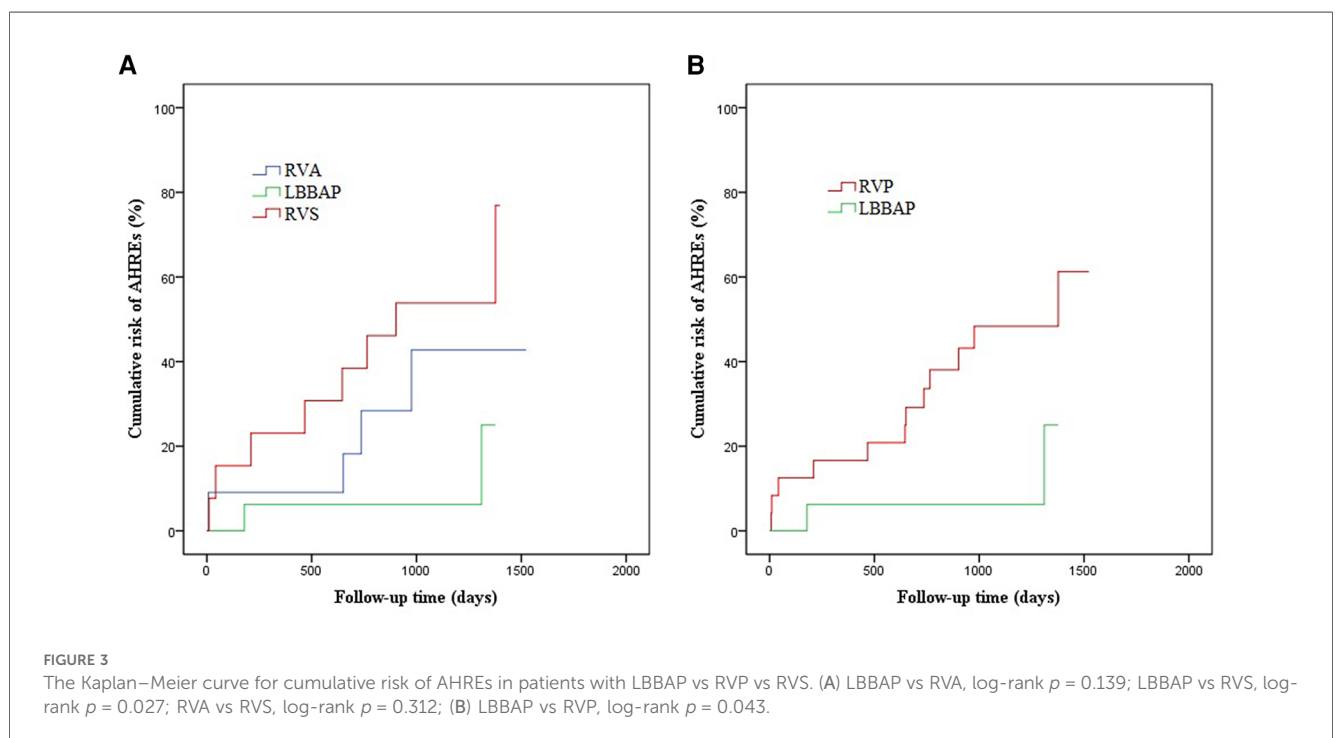 A
Cumulative risk of AHREs (%)
100
80
60
40
20
0
RVA
LBBAP
RVS
0 500 1000 1500 2000
Follow-up time (days)
B
Cumulative risk of AHREs (%)
100
80
60
40
20
0
RVP
LBBAP
0 500 1000 1500 2000
Follow-up time (days)
FIGURE 3
The Kaplan–Meier curve for cumulative risk of AHREs in patients with LBBAP vs RVP vs RVS. (A) LBBAP vs RVA, log-rank p = 0.139; LBBAP vs RVS, log-
rank p = 0.027; RVA vs RVS, log-rank p = 0.312; (B) LBBAP vs RVP, log-rank p = 0.043.